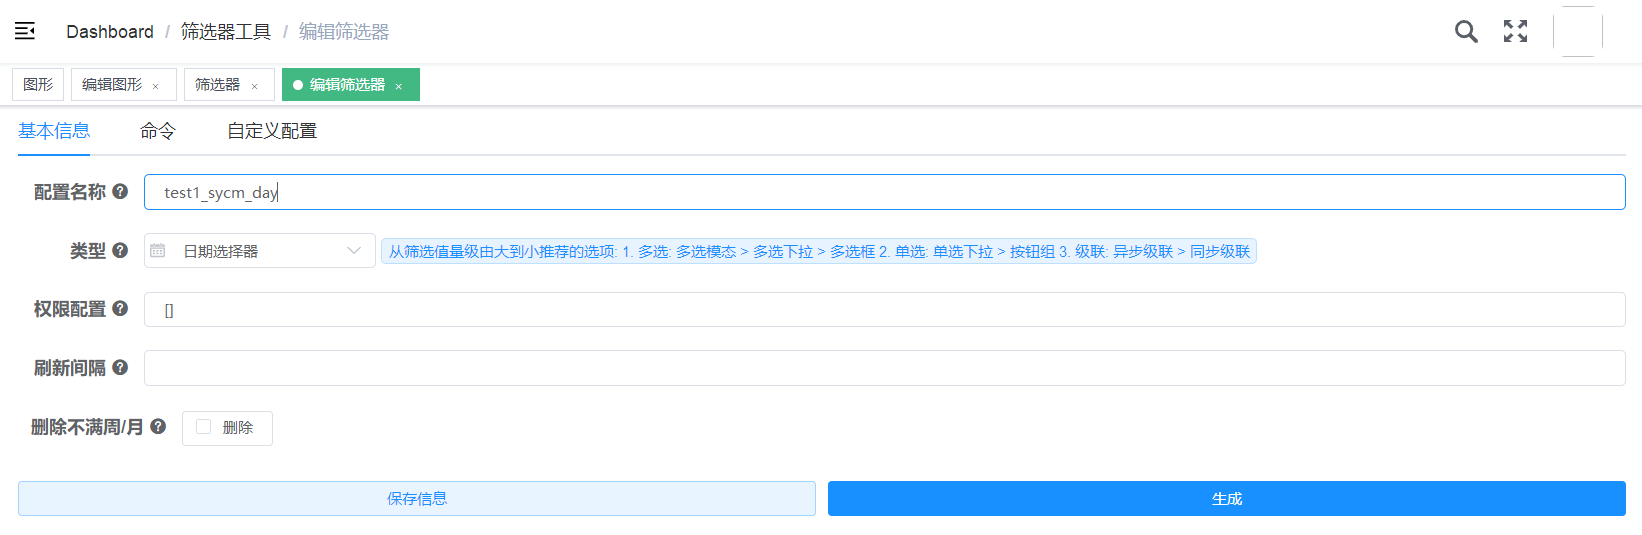 Dashboard / 筛选器工具 / 编辑筛选器
图形 编辑图形 × 筛选器 × 编辑筛选器 ×
基本信息 命令 自定义配置
配置名称 test1_sycm_day
类型 日期选择器 从筛选值量级由大到小推荐的选项: 1. 多选: 多选模态 > 多选下拉 > 多选框 2. 单选: 单选下拉 > 按钮组 3. 级联: 异步级联 > 同步级联
权限配置 []
刷新间隔
删除不满周/月 删除
保存信息 生成